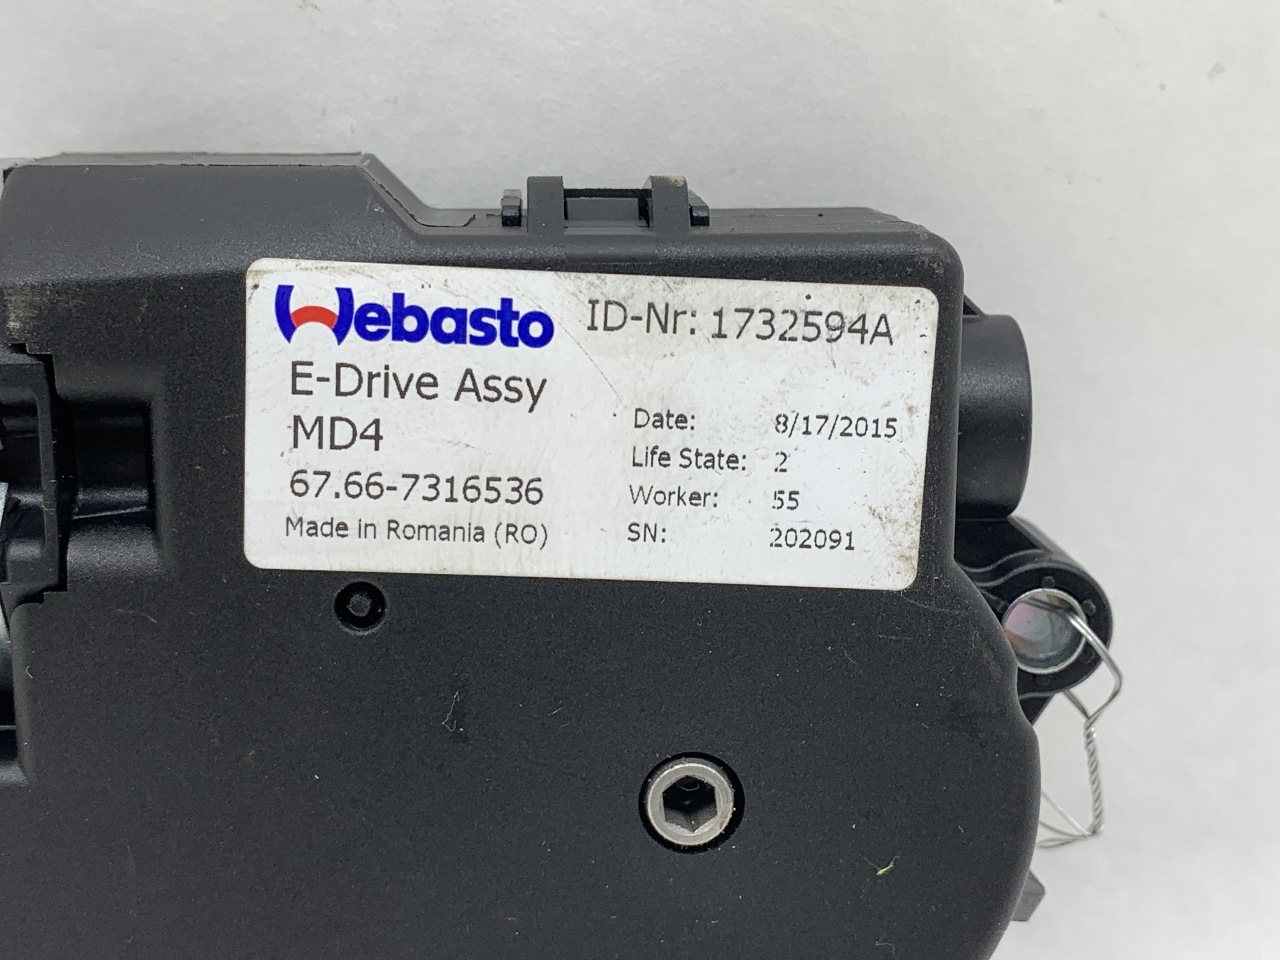 Webasto
ID-Nr: 1732594A
E-Drive Assy
MD4
67.66-7316536
Made in Romania (RO)
Date: 8/17/2015
Life State: 2
Worker: 55
SN: 202091